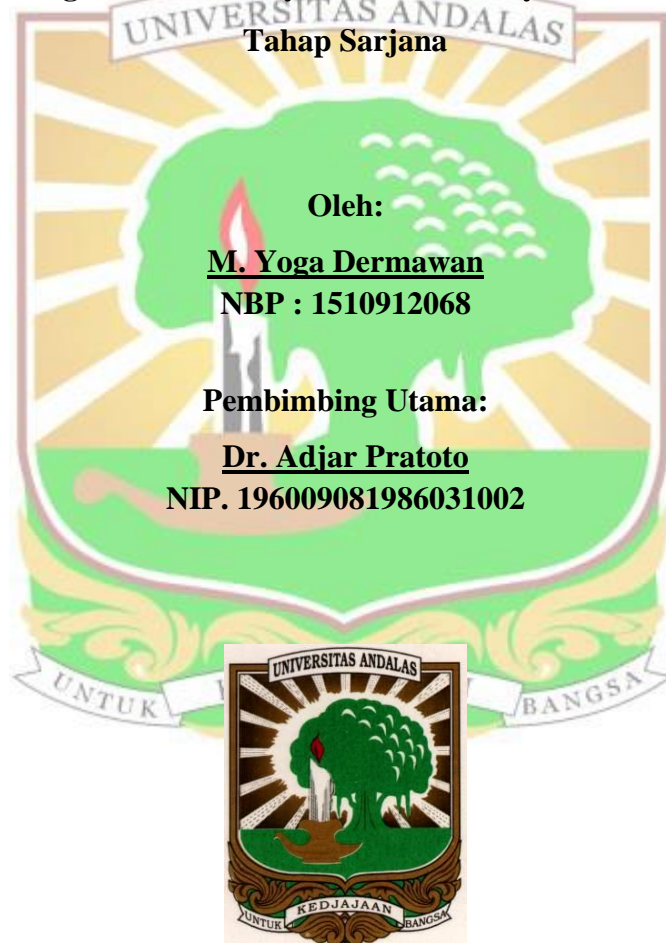 UNIVERSITAS ANDALAS
Tahap Sarjana
Oleh:
M. Yoga Dermawan
NBP : 1510912068
Pembimbing Utama:
Dr. Adjar Pratoto
NIP. 196009081986031002
UNTUK BANGSA
UNIVERSITAS ANDALAS
UNTUK KEDJAJAAN BANGSA